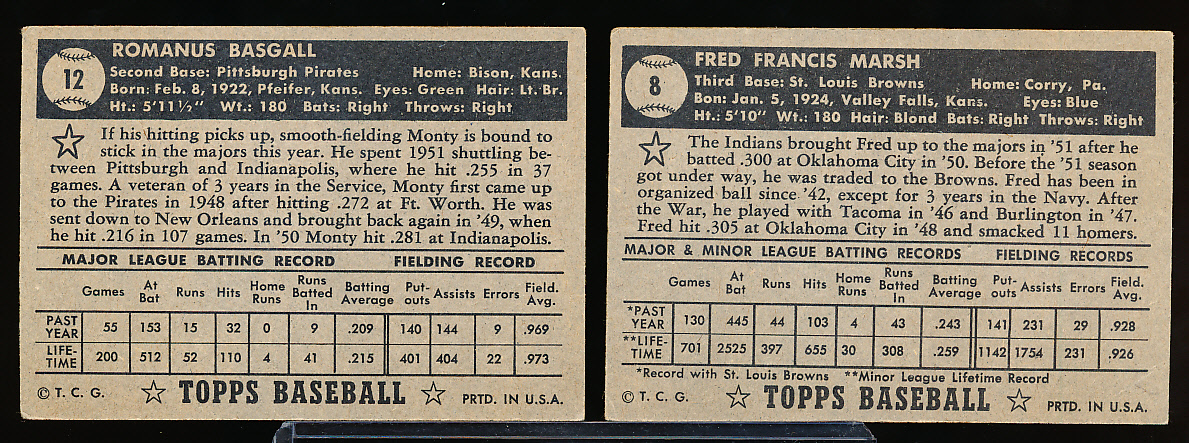 12
ROMANUS BASGALL
Second Base: Pittsburgh Pirates Home: Bison, Kans.
Born: Feb. 8, 1922, Pfeifer, Kans. Eyes: Green Hair: Lt. Br.
Ht.: 5'11½" Wt.: 180 Bats: Right Throws: Right
If his hitting picks up, smooth-fielding Monty is bound to
stick in the majors this year. He spent 1951 shuttling be-
tween Pittsburgh and Indianapolis, where he hit .255 in 37
games. A veteran of 3 years in the Service, Monty first came up
to the Pirates in 1948 after hitting .272 at Ft. Worth. He was
sent down to New Orleans and brought back again in '49, when
he hit .216 in 107 games. In '50 Monty hit .281 at Indianapolis.
MAJOR LEAGUE BATTING RECORD FIELDING RECORD
Games At Bat Runs Hits Home Runs Runs Batted In Batting Average Put-outs Assists Errors Field. Avg.
PAST YEAR 55 153 15 32 0 9 .209 140 144 9 .969
LIFE-TIME 200 512 52 110 4 41 .215 401 404 22 .973
© T. C. G. TOPPS BASEBALL PRTD. IN U.S.A.
8
FRED FRANCIS MARSH
Third Base: St. Louis Browns Home: Corry, Pa.
Bon: Jan. 5, 1924, Valley Falls, Kans. Eyes: Blue
Ht.: 5'10" Wt.: 180 Hair: Blond Bats: Right Throws: Right
The Indians brought Fred up to the majors in '51 after he
batted .300 at Oklahoma City in '50. Before the '51 season
got under way, he was traded to the Browns. Fred has been in
organized ball since '42, except for 3 years in the Navy. After
the War, he played with Tacoma in '46 and Burlington in '47.
Fred hit .305 at Oklahoma City in '48 and smacked 11 homers.
MAJOR & MINOR LEAGUE BATTING RECORDS FIELDING RECORDS
Games At Bat Runs Hits Home Runs Runs Batted In Batting Average Put-outs Assists Errors Field. Avg.
*PAST YEAR 130 445 44 103 4 43 .243 141 231 29 .928
**LIFE-TIME 701 2525 397 655 30 308 .259 1142 1754 231 .926
*Record with St. Louis Browns **Minor League Lifetime Record
© T. C. G. TOPPS BASEBALL PRTD. IN U.S.A.